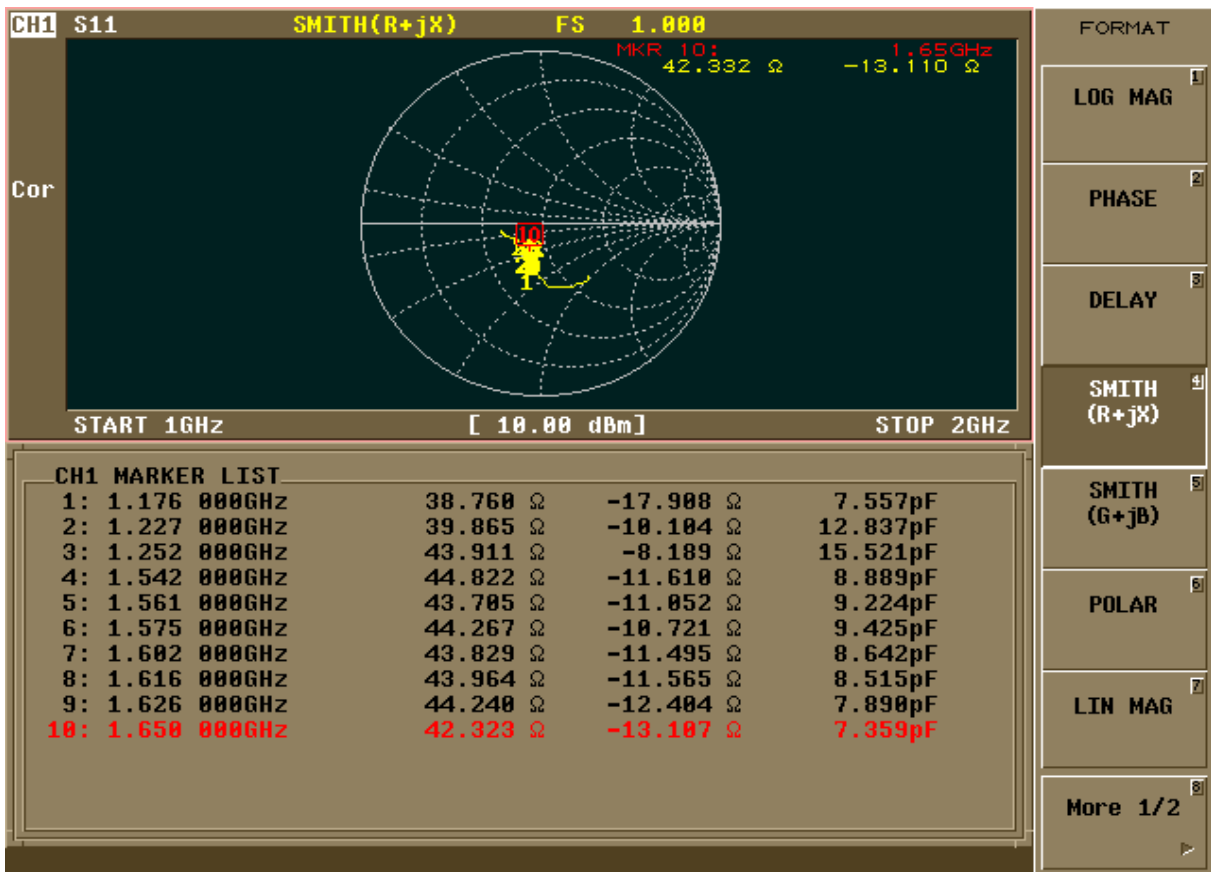 CH1 S11 SMITH(R+jX) FS 1.000
MKR 10: 1.65GHz
42.332 Ω -13.110 Ω
Cor
10
1
START 1GHz [ 10.00 dBm] STOP 2GHz
CH1 MARKER LIST
1: 1.176 000GHz 38.760 Ω -17.908 Ω 7.557pF
2: 1.227 000GHz 39.865 Ω -10.104 Ω 12.837pF
3: 1.252 000GHz 43.911 Ω -8.189 Ω 15.521pF
4: 1.542 000GHz 44.822 Ω -11.610 Ω 8.889pF
5: 1.561 000GHz 43.705 Ω -11.052 Ω 9.224pF
6: 1.575 000GHz 44.267 Ω -10.721 Ω 9.425pF
7: 1.602 000GHz 43.829 Ω -11.495 Ω 8.642pF
8: 1.616 000GHz 43.964 Ω -11.565 Ω 8.515pF
9: 1.626 000GHz 44.240 Ω -12.404 Ω 7.890pF
10: 1.650 000GHz 42.323 Ω -13.107 Ω 7.359pF
FORMAT
1
LOG MAG
2
PHASE
3
DELAY
4
SMITH
(R+jX)
5
SMITH
(G+jB)
6
POLAR
7
LIN MAG
8
More 1/2